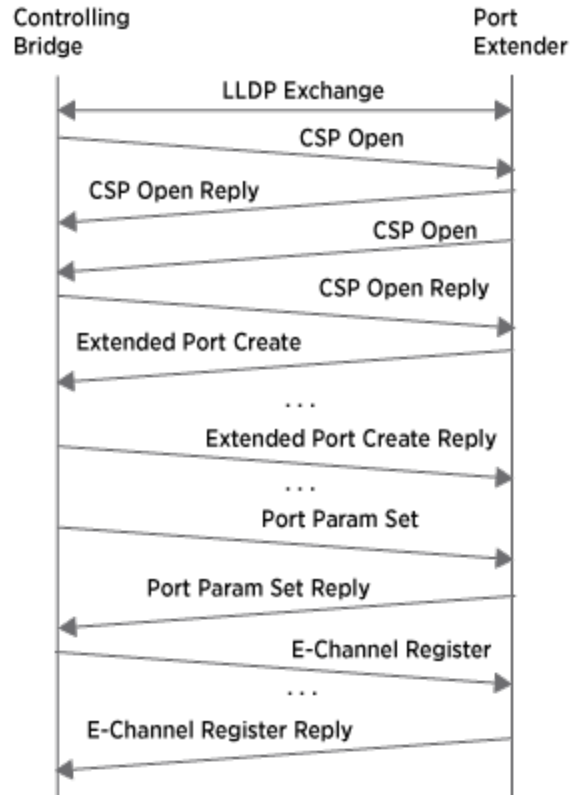 Controlling
Bridge
Port
Extender
LLDP Exchange
CSP Open
CSP Open Reply
CSP Open
CSP Open Reply
Extended Port Create
...
Extended Port Create Reply
...
Port Param Set
Port Param Set Reply
E-Channel Register
...
E-Channel Register Reply